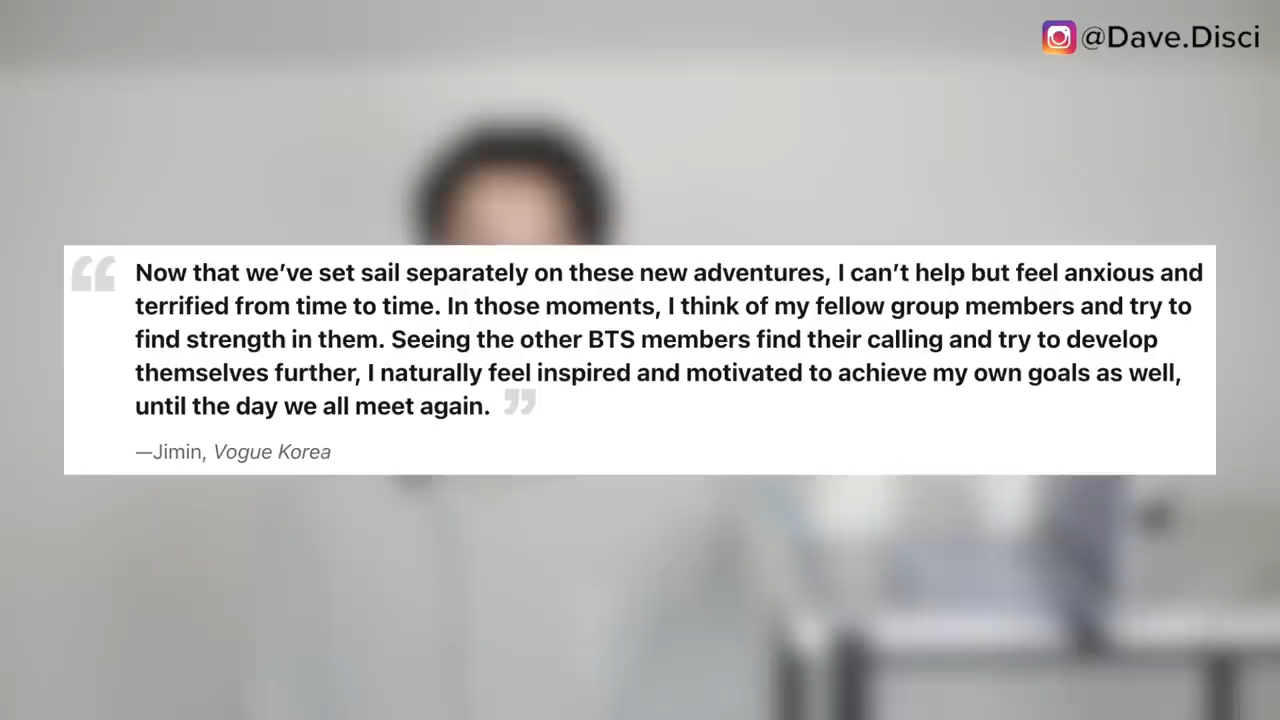 @Dave.Disci
“ Now that we’ve set sail separately on these new adventures, I can’t help but feel anxious and
terrified from time to time. In those moments, I think of my fellow group members and try to
find strength in them. Seeing the other BTS members find their calling and try to develop
themselves further, I naturally feel inspired and motivated to achieve my own goals as well,
until the day we all meet again. ”
—Jimin, Vogue Korea